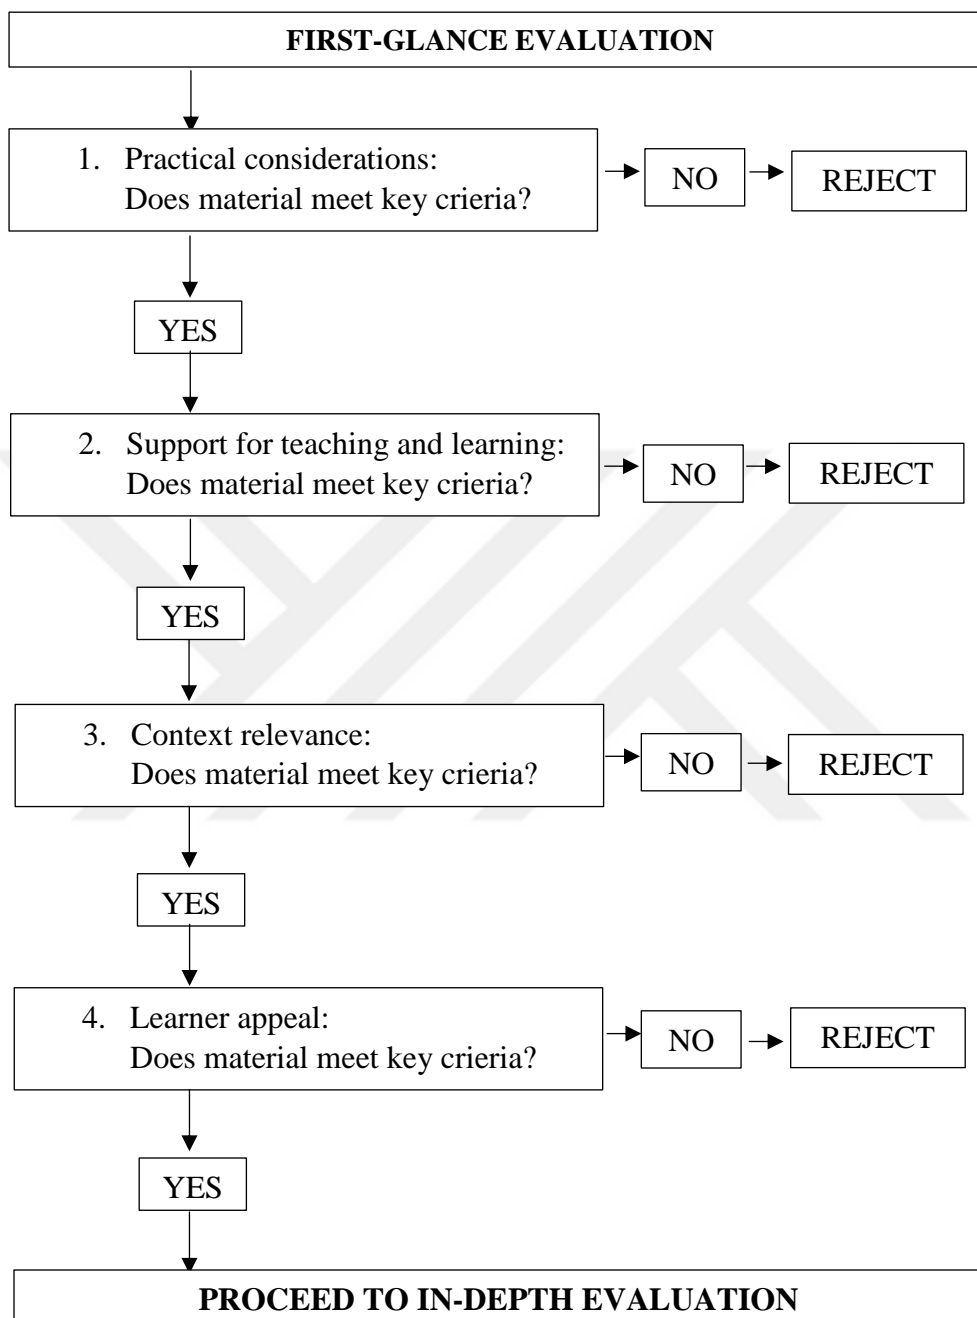 FIRST-GLANCE EVALUATION
1. Practical considerations:
Does material meet key crieria?
NO
REJECT
YES
2. Support for teaching and learning:
Does material meet key crieria?
NO
REJECT
YES
3. Context relevance:
Does material meet key crieria?
NO
REJECT
YES
4. Learner appeal:
Does material meet key crieria?
NO
REJECT
YES
PROCEED TO IN-DEPTH EVALUATION